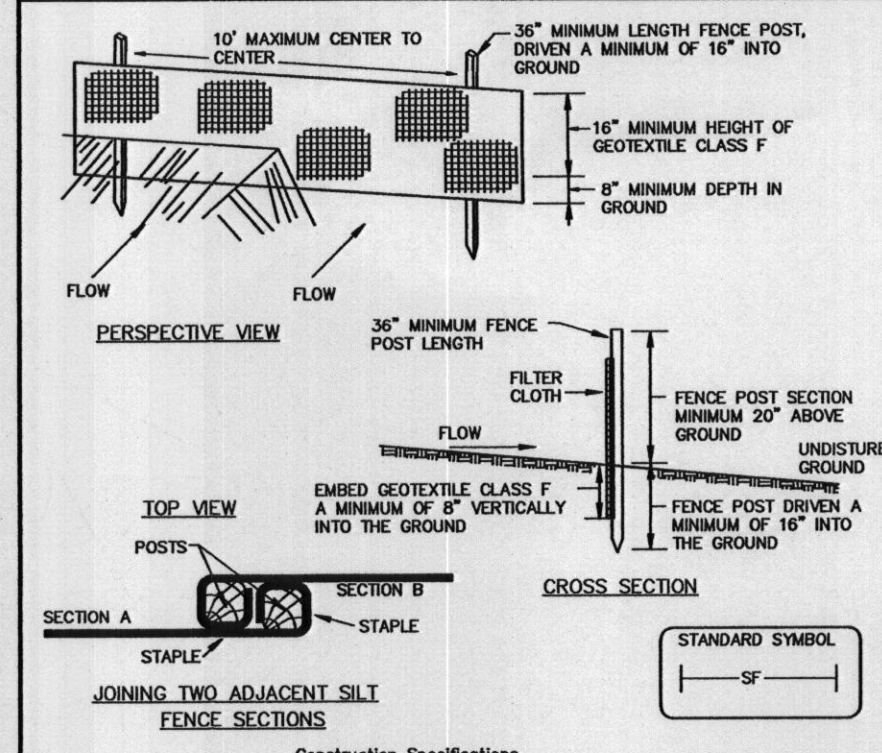 10' MAXIMUM CENTER TO
CENTER
36" MINIMUM LENGTH FENCE POST,
DRIVEN A MINIMUM OF 16" INTO
GROUND
16" MINIMUM HEIGHT OF
GEOTEXTILE CLASS F
8" MINIMUM DEPTH IN
GROUND
FLOW
FLOW
PERSPECTIVE VIEW
36" MINIMUM FENCE
POST LENGTH
FILTER
CLOTH
FENCE POST SECTION
MINIMUM 20" ABOVE
GROUND
FLOW
UNDISTURBE
GROUND
EMBED GEOTEXTILE CLASS F
A MINIMUM OF 8" VERTICALLY
INTO THE GROUND
FENCE POST DRIVEN A
MINIMUM OF 16" INTO
THE GROUND
CROSS SECTION
TOP VIEW
POSTS
SECTION A
SECTION B
STAPLE
STAPLE
JOINING TWO ADJACENT SILT
FENCE SECTIONS
STANDARD SYMBOL
SF
Construction Specifications